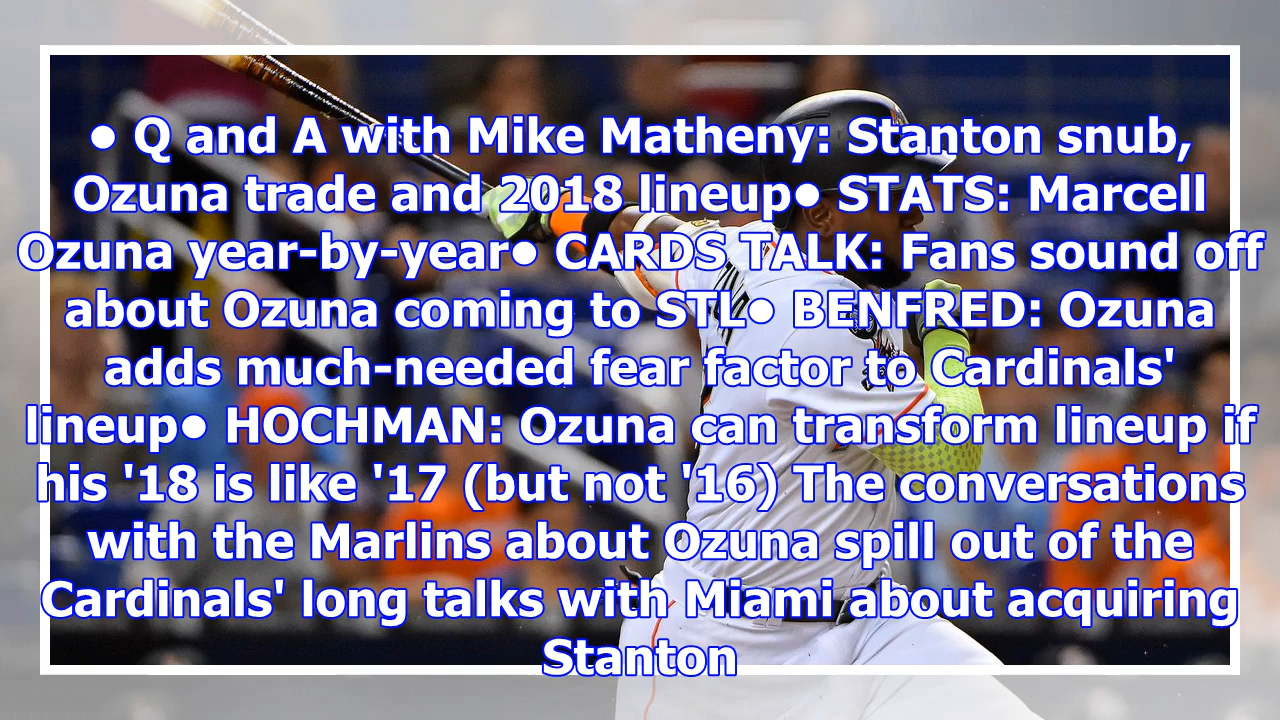 ● Q and A with Mike Matheny: Stanton snub,
Ozuna trade and 2018 lineup● STATS: Marcell
Ozuna year-by-year● CARDS TALK: Fans sound off
about Ozuna coming to STL● BENFRED: Ozuna
adds much-needed fear factor to Cardinals'
lineup● HOCHMAN: Ozuna can transform lineup if
his '18 is like '17 (but not '16) The conversations
with the Marlins about Ozuna spill out of the
Cardinals' long talks with Miami about acquiring
Stanton